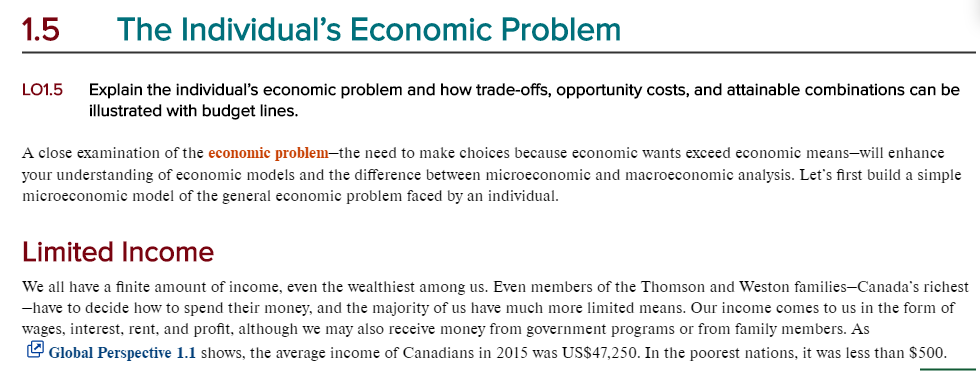 1.5 The Individual's Economic Problem
LO1.5 Explain the individual's economic problem and how trade-offs, opportunity costs, and attainable combinations can be
illustrated with budget lines.
A close examination of the economic problem—the need to make choices because economic wants exceed economic means—will enhance
your understanding of economic models and the difference between microeconomic and macroeconomic analysis. Let's first build a simple
microeconomic model of the general economic problem faced by an individual.
Limited Income
We all have a finite amount of income, even the wealthiest among us. Even members of the Thomson and Weston families—Canada's richest
—have to decide how to spend their money, and the majority of us have much more limited means. Our income comes to us in the form of
wages, interest, rent, and profit, although we may also receive money from government programs or from family members. As
Global Perspective 1.1 shows, the average income of Canadians in 2015 was US$47,250. In the poorest nations, it was less than $500.